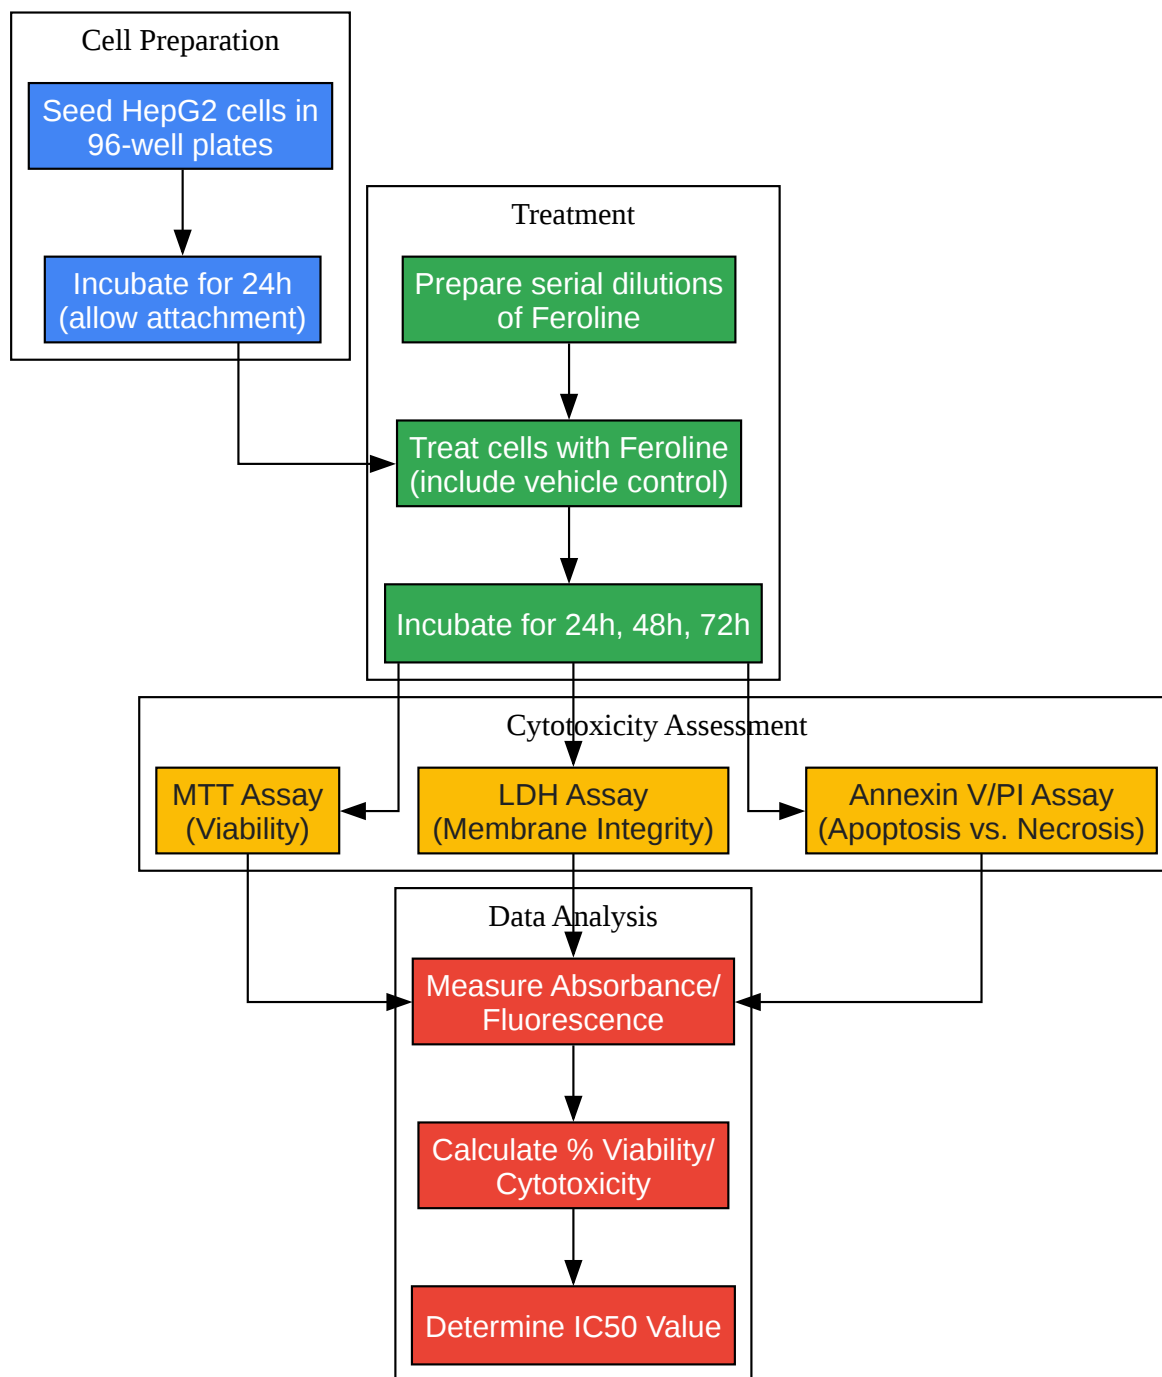 Cell Preparation
Seed HepG2 cells in
96-well plates
Incubate for 24h
(allow attachment)
Treatment
Prepare serial dilutions
of Feroline
Treat cells with Feroline
(include vehicle control)
Incubate for 24h, 48h, 72h
Cytotoxicity Assessment
MTT Assay
(Viability)
LDH Assay
(Membrane Integrity)
Annexin V/PI Assay
(Apoptosis vs. Necrosis)
Data Analysis
Measure Absorbance/
Fluorescence
Calculate % Viability/
Cytotoxicity
Determine IC50 Value